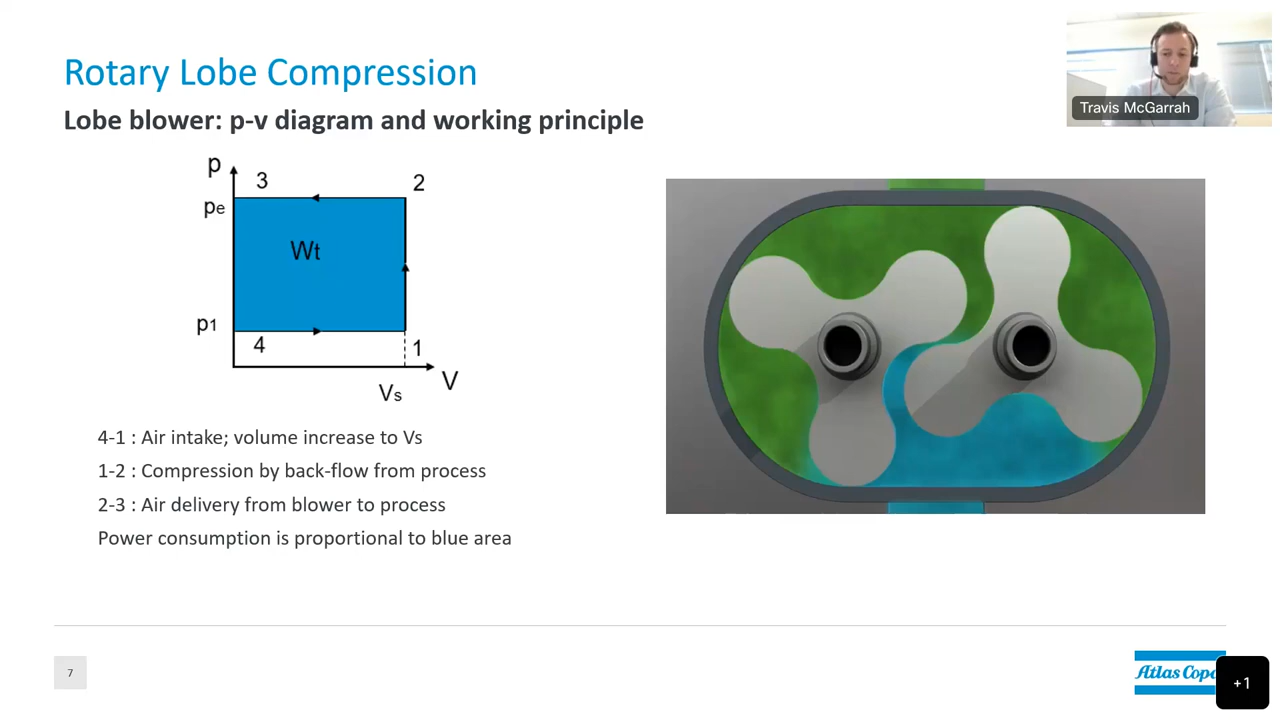 Rotary Lobe Compression
Travis McGarrah
Lobe blower: p-v diagram and working principle
p
3
2
pe
Wt
p1
4
1
Vs
V
4-1 : Air intake; volume increase to Vs
1-2 : Compression by back-flow from process
2-3 : Air delivery from blower to process
Power consumption is proportional to blue area
7
Atlas Cop
+1